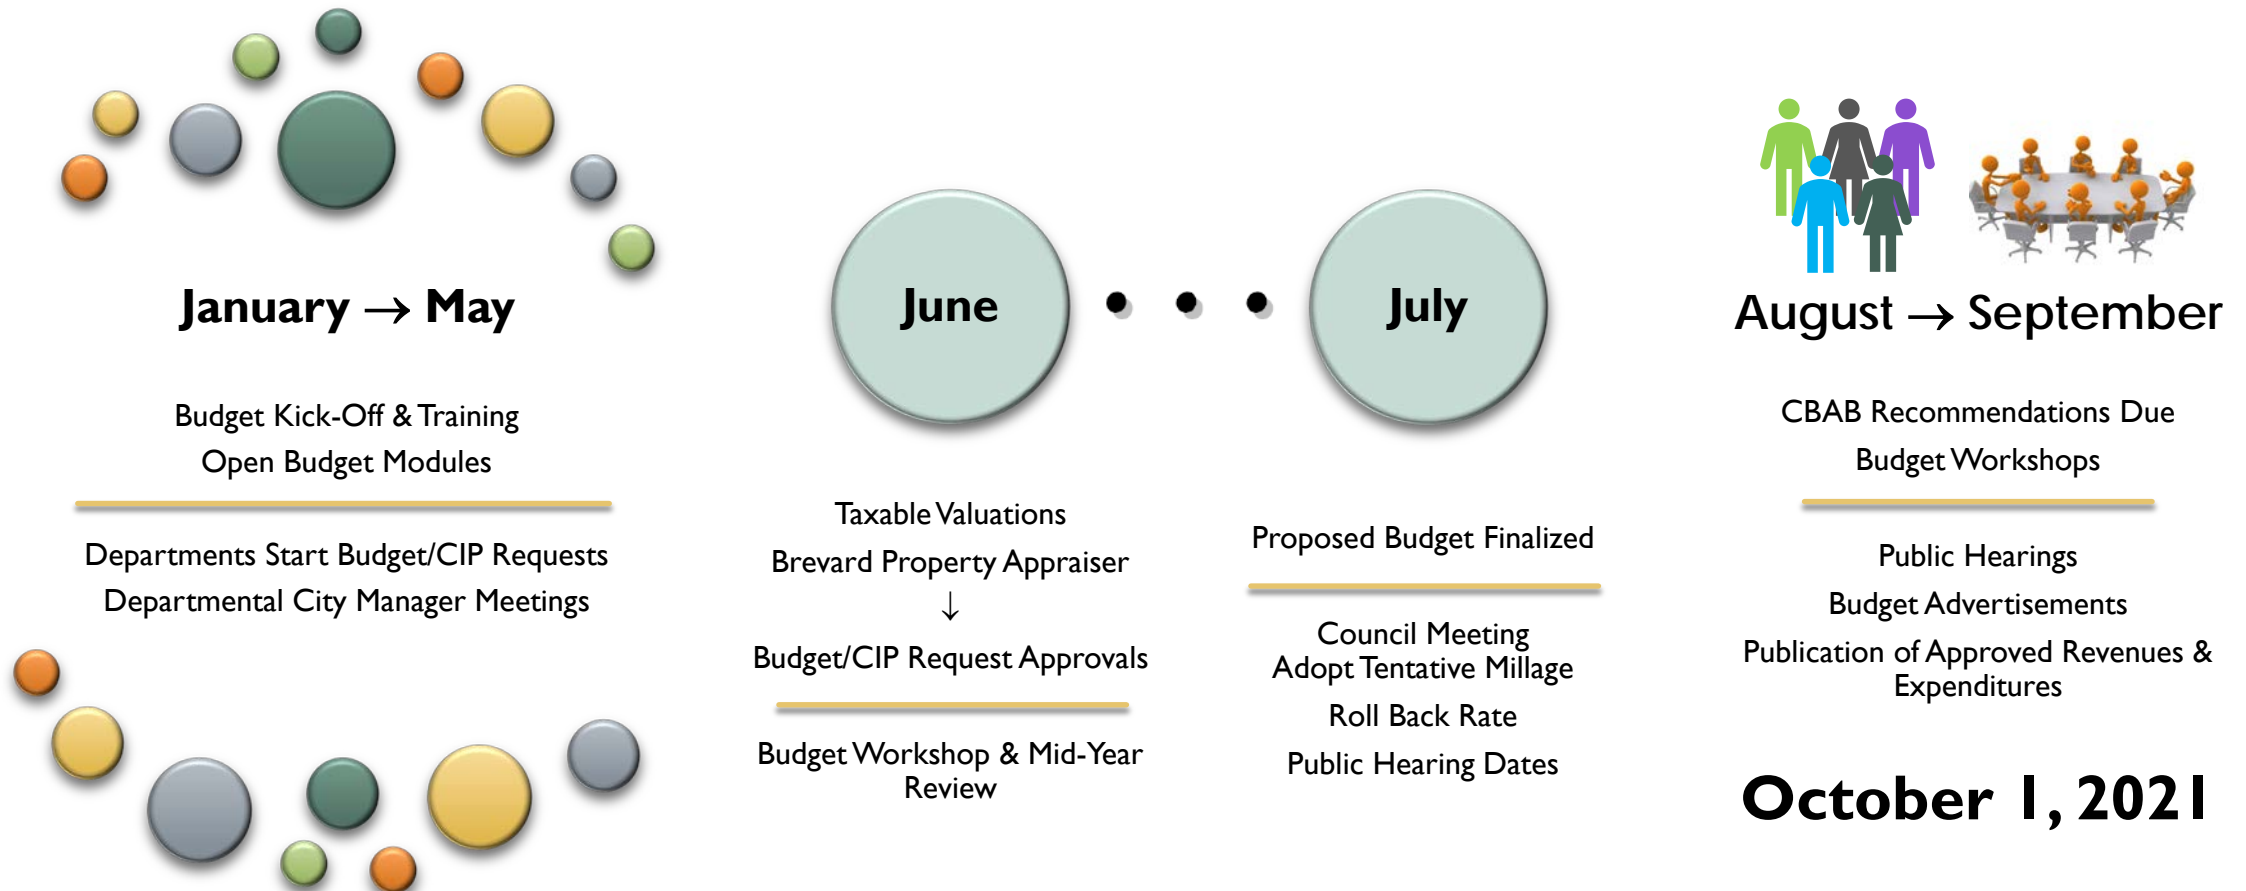 January → May
Budget Kick-Off & Training
Open Budget Modules
Departments Start Budget/CIP Requests
Departmental City Manager Meetings
June
Taxable Valuations
Brevard Property Appraiser
↓
Budget/CIP Request Approvals
Budget Workshop & Mid-Year
Review
July
Proposed Budget Finalized
Council Meeting
Adopt Tentative Millage
Roll Back Rate
Public Hearing Dates
August → September
CBAB Recommendations Due
Budget Workshops
Public Hearings
Budget Advertisements
Publication of Approved Revenues &
Expenditures
October 1, 2021